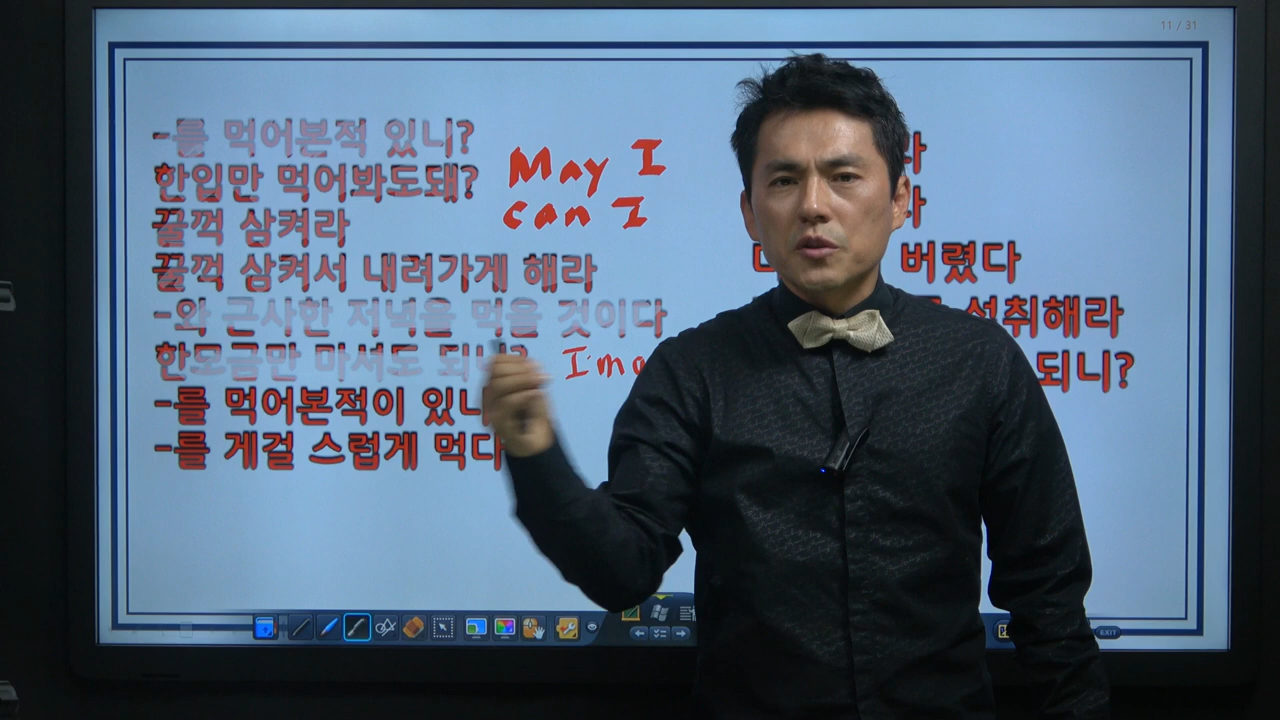 11 / 31
-를 먹어본적 있니?
한입만 먹어봐도돼?
May I
can I
꿀꺽 삼켜라
꿀꺽 삼켜서 내려가게 해라
-와 근사한 저녁을 먹을 것이다
한모금만 마셔도 되니?
-를 먹어본적이
-를 게걸 스럽게 먹다
버렸다
섭취해라
되니?
EXIT